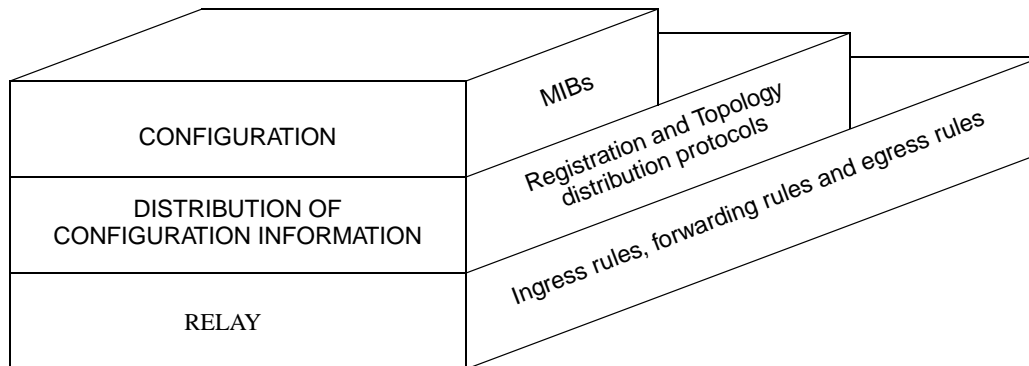 CONFIGURATION
MIBs
DISTRIBUTION OF
CONFIGURATION INFORMATION
Registration and Topology
distribution protocols
RELAY
Ingress rules, forwarding rules and egress rules